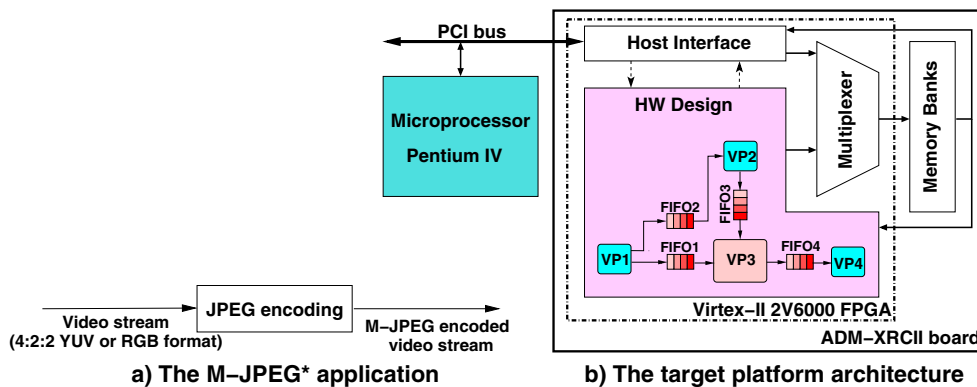 PCI bus
Host Interface
HW Design
Microprocessor
Pentium IV
Multiplexer
Memory Banks
VP2
FIFO3
FIFO2
FIFO1
FIFO4
VP1
VP3
VP4
Virtex-II 2V6000 FPGA
ADM-XRCII board
JPEG encoding
Video stream
(4:2:2 YUV or RGB format)
M-JPEG encoded
video stream
a) The M-JPEG* application
b) The target platform architecture